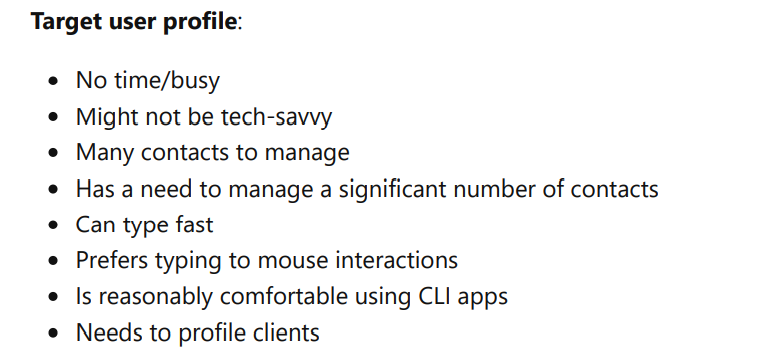 Target user profile:
No time/busy
Might not be tech-savvy
Many contacts to manage
Has a need to manage a significant number of contacts
Can type fast
Prefers typing to mouse interactions
Is reasonably comfortable using CLI apps
Needs to profile clients